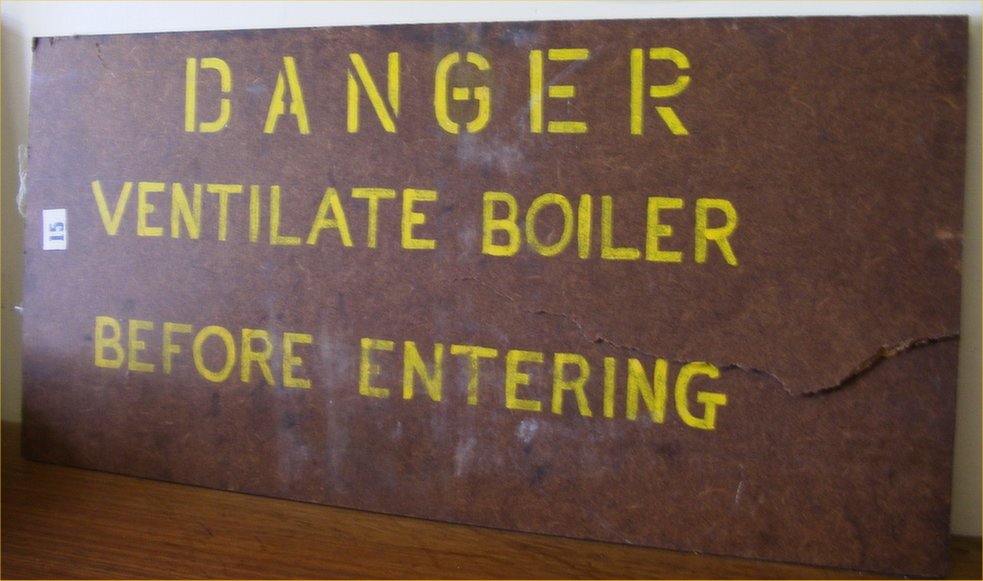 DANGER
VENTILATE BOILER
BEFORE ENTERING
15